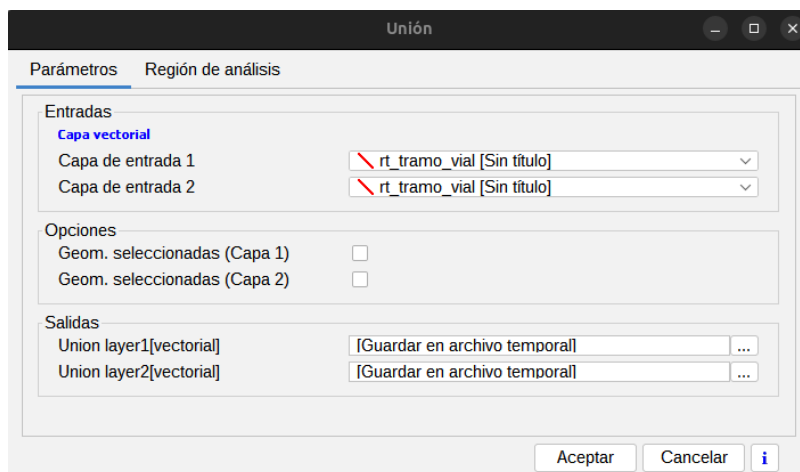 Unión
Parámetros Región de análisis
Entradas
Capa vectorial
Capa de entrada 1 rt_tramo_vial [Sin título]
Capa de entrada 2 rt_tramo_vial [Sin título]
Opciones
Geom. seleccionadas (Capa 1)
Geom. seleccionadas (Capa 2)
Salidas
Union layer1[vectorial] [Guardar en archivo temporal] ...
Union layer2[vectorial] [Guardar en archivo temporal] ...
Aceptar Cancelar i